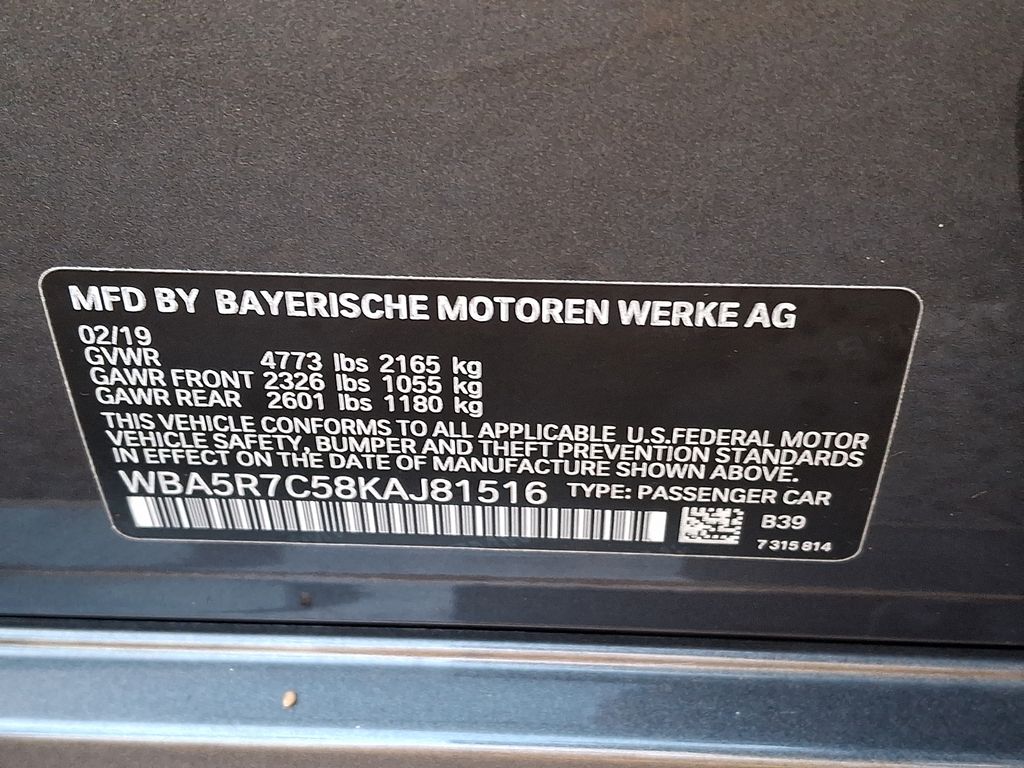 MFD BY BAYERISCHE MOTOREN WERKE AG
02/19
GVWR 4773 lbs 2165 kg
GAWR FRONT 2326 lbs 1055 kg
GAWR REAR 2601 lbs 1180 kg
THIS VEHICLE CONFORMS TO ALL APPLICABLE U.S.FEDERAL MOTOR
VEHICLE SAFETY, BUMPER AND THEFT PREVENTION STANDARDS
IN EFFECT ON THE DATE OF MANUFACTURE SHOWN ABOVE.
WBA5R7C58KAJ81516 TYPE: PASSENGER CAR
B39
7 315 814